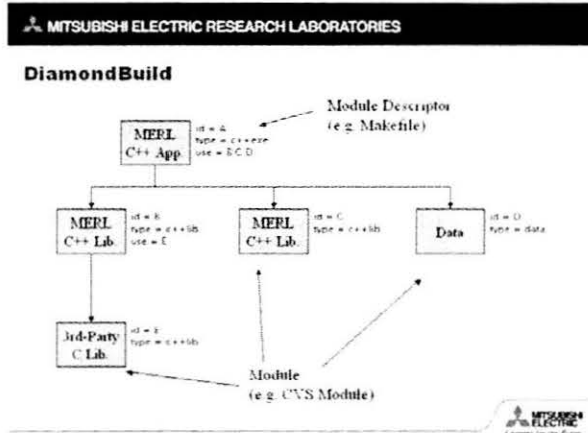 MITSUBISHI ELECTRIC RESEARCH LABORATORIES
DiamondBuild
Module Descriptor
(e.g. Makefile)
MERL
C++ App.
id = A
type = c++exe
use = B C D
MERL
C++ Lib.
id = B
type = c++lib
use = E
MERL
C++ Lib.
id = C
type = c++lib
Data
id = D
type = data
3rd-Party
C Lib.
id = E
type = c++lib
Module
(e.g. CVS Module)
MITSUBISHI
ELECTRIC